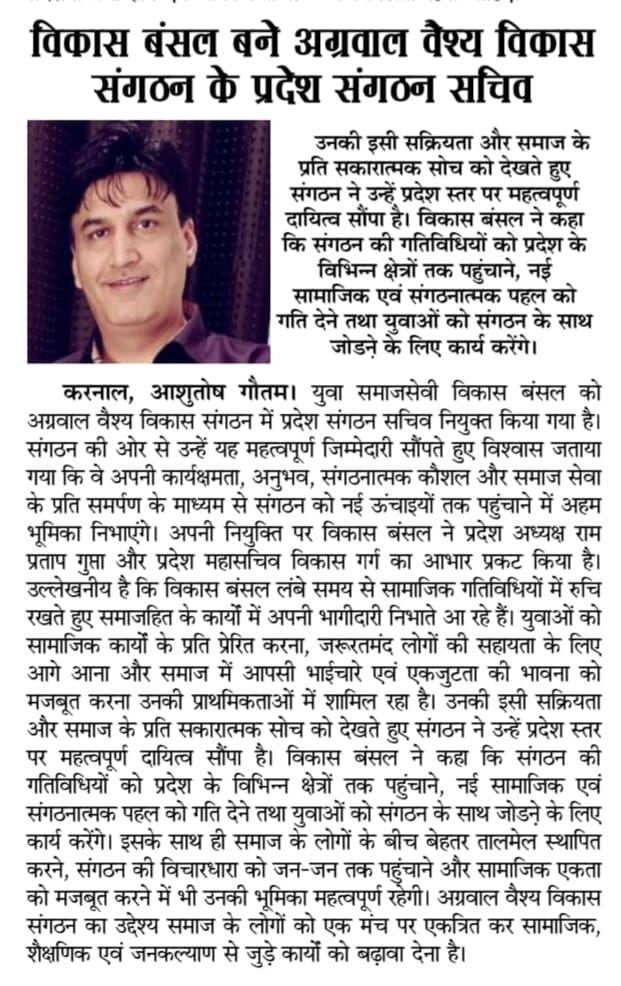 विकास बंसल बने अग्रवाल वैश्य विकास
संगठन के प्रदेश संगठन सचिव
उनकी इसी सक्रियता और समाज के
प्रति सकारात्मक सोच को देखते हुए
संगठन ने उन्हें प्रदेश स्तर पर महत्वपूर्ण
दायित्व सौंपा है। विकास बंसल ने कहा
कि संगठन की गतिविधियों को प्रदेश के
विभिन्न क्षेत्रों तक पहुंचाने, नई
सामाजिक एवं संगठनात्मक पहल को
गति देने तथा युवाओं को संगठन के साथ
जोडऩे के लिए कार्य करेंगे।
करनाल, आशुतोष गौतम। युवा समाजसेवी विकास बंसल को
अग्रवाल वैश्य विकास संगठन में प्रदेश संगठन सचिव नियुक्त किया गया है।
संगठन की ओर से उन्हें यह महत्वपूर्ण जिम्मेदारी सौंपते हुए विश्वास जताया
गया कि वे अपनी कार्यक्षमता, अनुभव, संगठनात्मक कौशल और समाज सेवा
के प्रति समर्पण के माध्यम से संगठन को नई ऊंचाइयों तक पहुंचाने में अहम
भूमिका निभाएंगे। अपनी नियुक्ति पर विकास बंसल ने प्रदेश अध्यक्ष राम
प्रताप गुप्ता और प्रदेश महासचिव विकास गर्ग का आभार प्रकट किया है।
उल्लेखनीय है कि विकास बंसल लंबे समय से सामाजिक गतिविधियों में रुचि
रखते हुए समाजहित के कार्यों में अपनी भागीदारी निभाते आ रहे हैं। युवाओं को
सामाजिक कार्यों के प्रति प्रेरित करना, जरूरतमंद लोगों की सहायता के लिए
आगे आना और समाज में आपसी भाईचारे एवं एकजुटता की भावना को
मजबूत करना उनकी प्राथमिकताओं में शामिल रहा है। उनकी इसी सक्रियता
और समाज के प्रति सकारात्मक सोच को देखते हुए संगठन ने उन्हें प्रदेश स्तर
पर महत्वपूर्ण दायित्व सौंपा है। विकास बंसल ने कहा कि संगठन की
गतिविधियों को प्रदेश के विभिन्न क्षेत्रों तक पहुंचाने, नई सामाजिक एवं
संगठनात्मक पहल को गति देने तथा युवाओं को संगठन के साथ जोडऩे के लिए
कार्य करेंगे। इसके साथ ही समाज के लोगों के बीच बेहतर तालमेल स्थापित
करने, संगठन की विचारधारा को जन-जन तक पहुंचाने और सामाजिक एकता
को मजबूत करने में भी उनकी भूमिका महत्वपूर्ण रहेगी। अग्रवाल वैश्य विकास
संगठन का उद्देश्य समाज के लोगों को एक मंच पर एकत्रित कर सामाजिक,
शैक्षणिक एवं जनकल्याण से जुड़े कार्यों को बढ़ावा देना है।